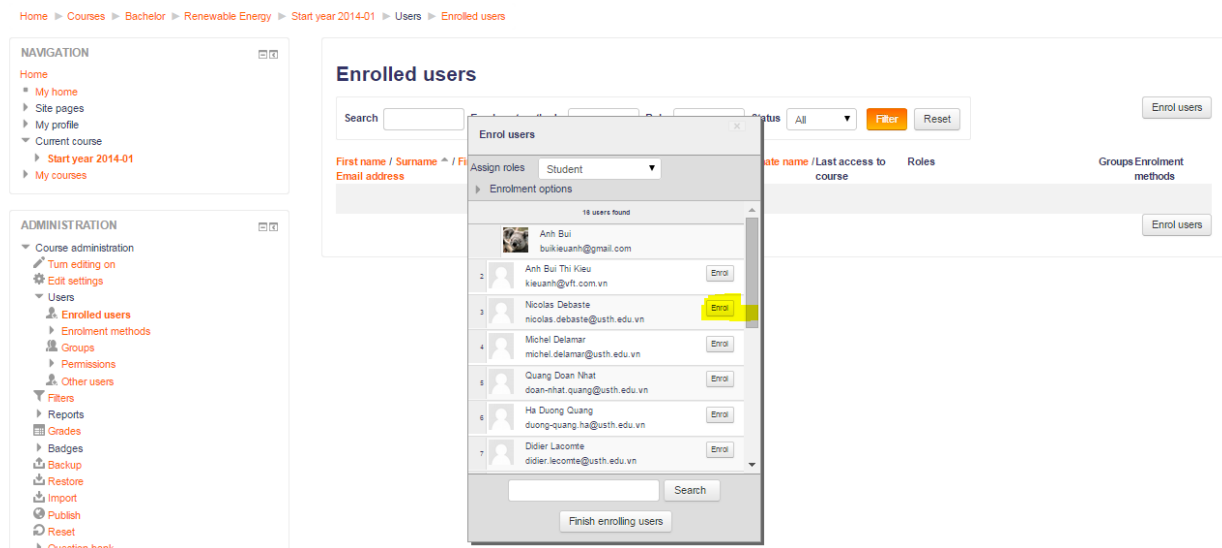 Home ▶ Courses ▶ Bachelor ▶ Renewable Energy ▶ Start year 2014-01 ▶ Users ▶ Enrolled users
NAVIGATION
Home
My home
Site pages
My profile
Current course
Start year 2014-01
My courses
ADMINISTRATION
Course administration
Turn editing on
Edit settings
Users
Enrolled users
Enrolment methods
Groups
Permissions
Other users
Filters
Reports
Grades
Badges
Backup
Restore
Import
Publish
Reset
Question bank
Enrolled users
Enrol users
Search
Status All Filter Reset
First name / Surname / Fi
Email address
name / Last access to course
Roles
Groups
Enrolment methods
Enrol users
Enrol users
Assign roles Student
Enrolment options
16 users found
Anh Bui
buikieuanh@gmail.com
2 Anh Bui Thi Kieu Enrol
kieuanh@vft.com.vn
3 Nicolas Debaste Enrol
nicolas.debaste@usth.edu.vn
4 Michel Delamar Enrol
michel.delamar@usth.edu.vn
5 Quang Doan Nhat Enrol
doan-nhat.quang@usth.edu.vn
6 Ha Duong Quang Enrol
duong-quang.ha@usth.edu.vn
7 Didier Lacomte Enrol
didier.lecomte@usth.edu.vn
Search
Finish enrolling users